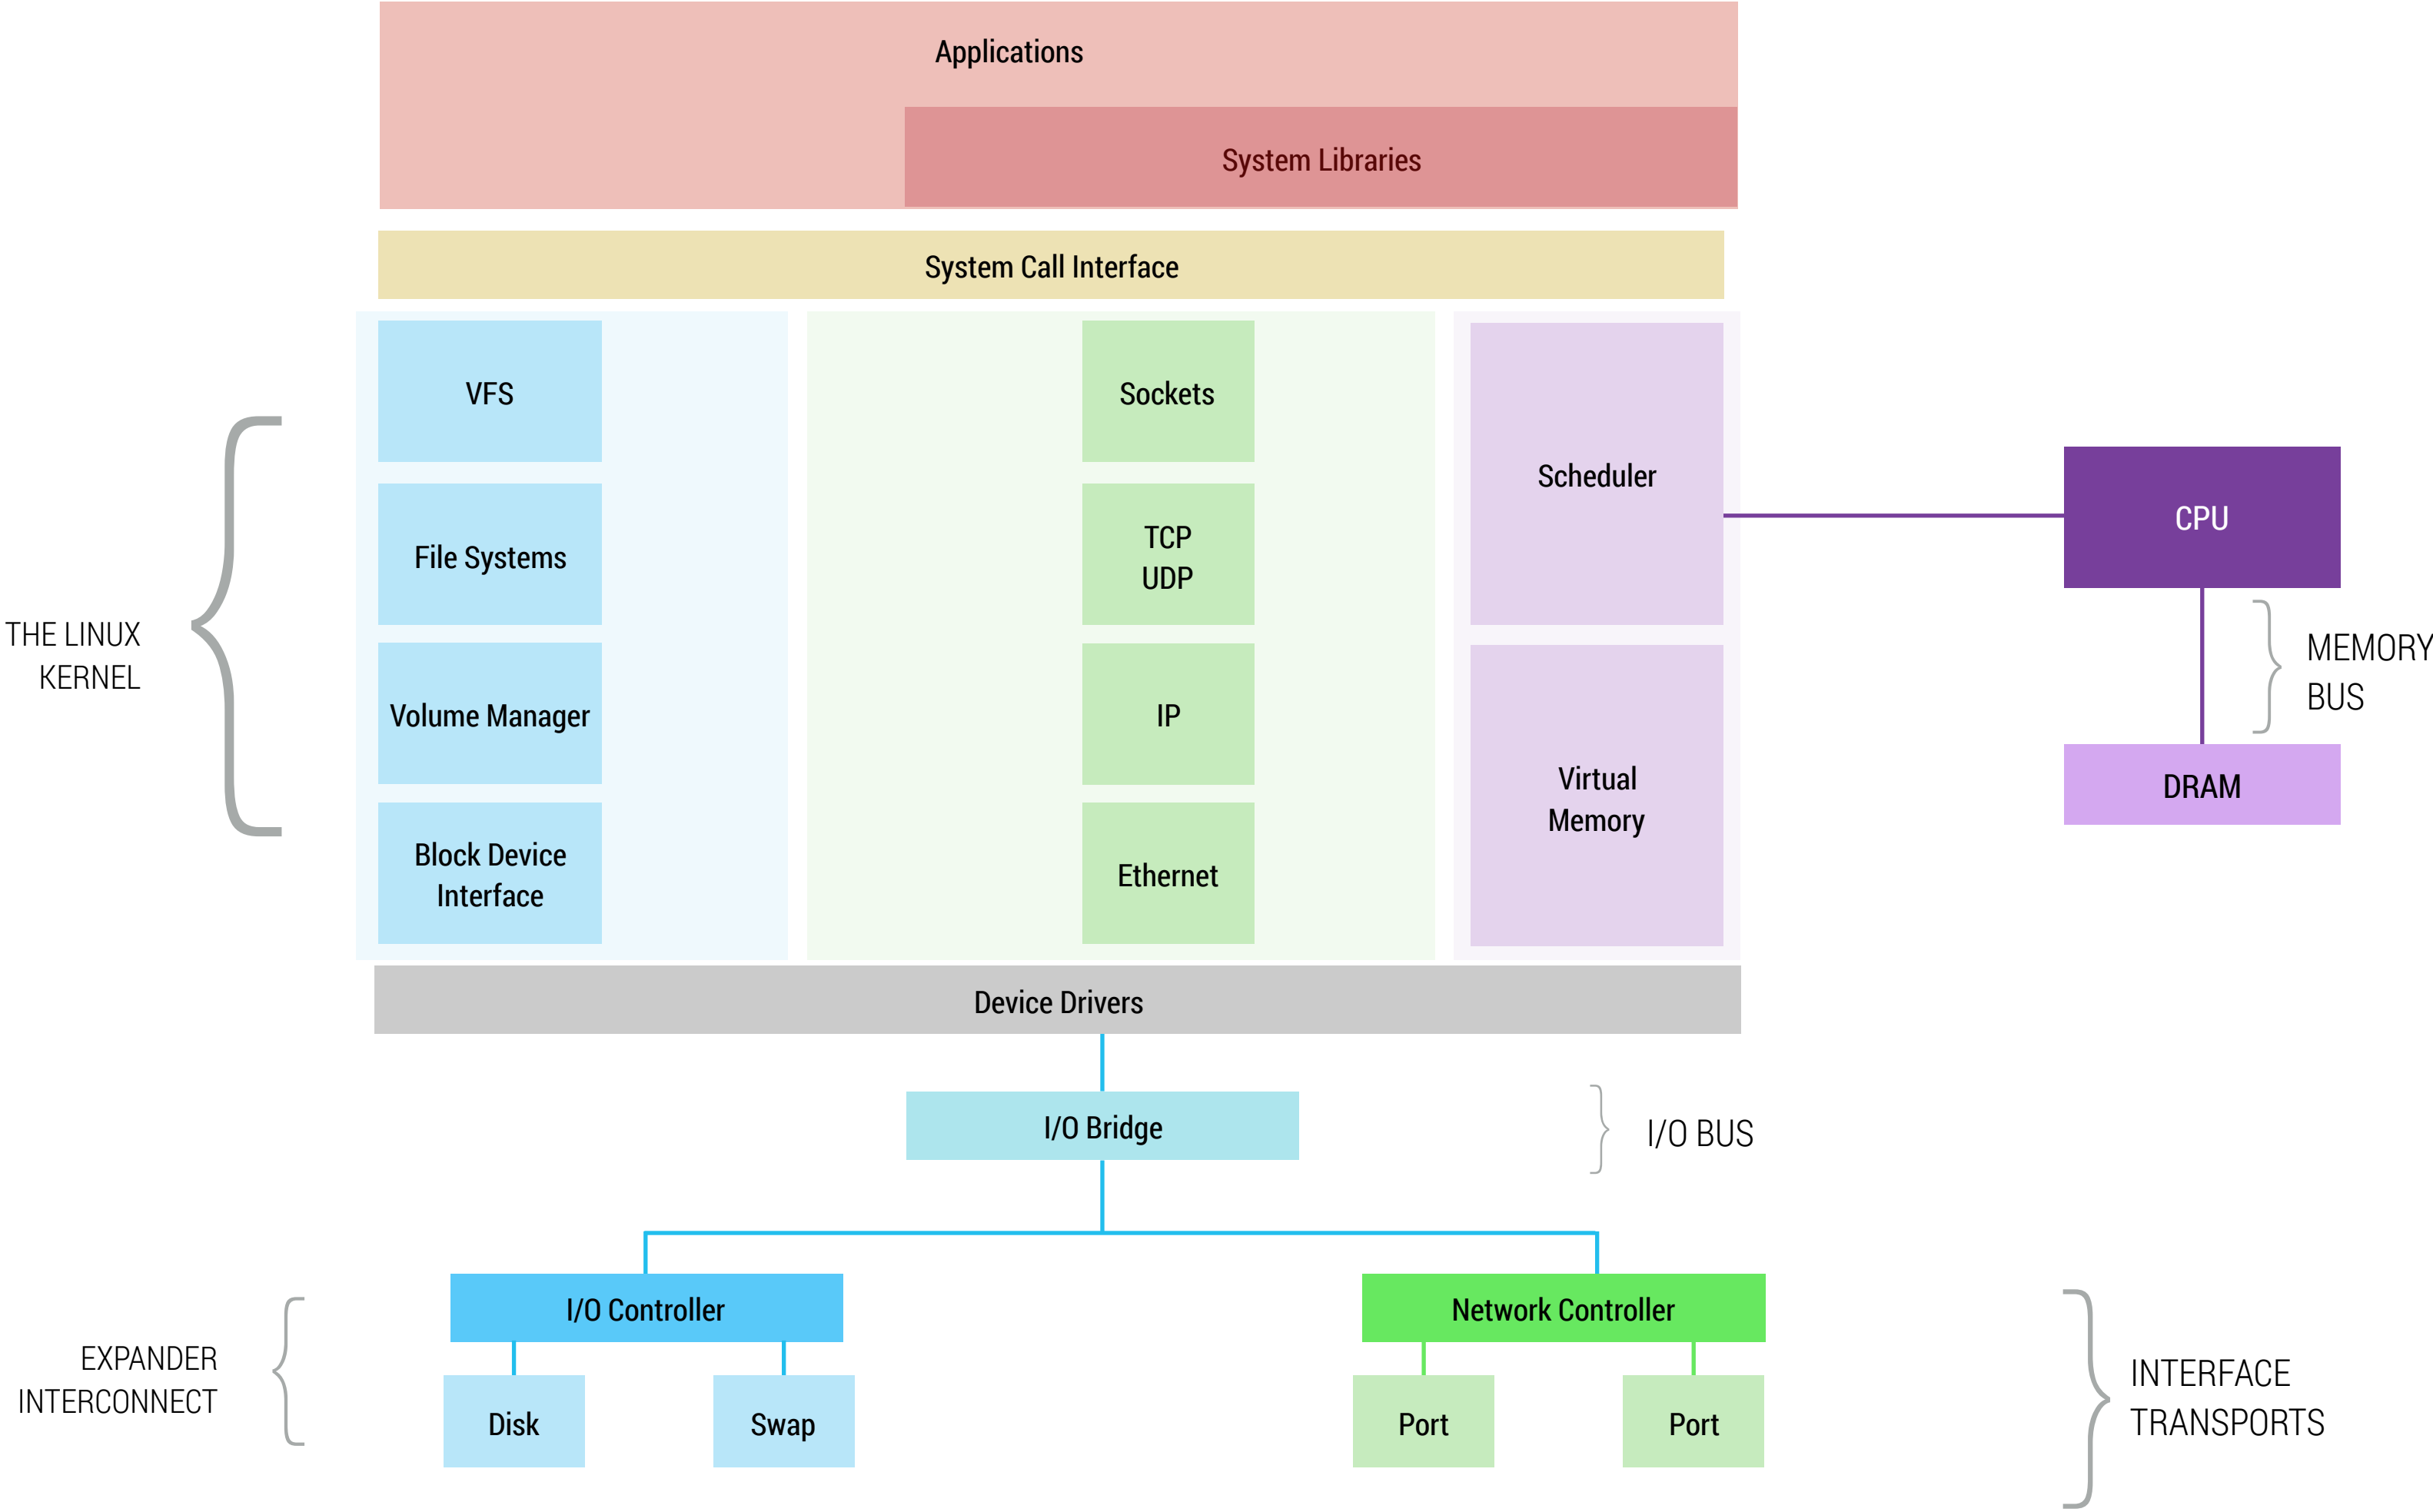 Applications
System Libraries
System Call Interface
VFS
Sockets
Scheduler
CPU
File Systems
TCP
UDP
THE LINUX
KERNEL
MEMORY
BUS
Volume Manager
IP
Virtual
Memory
DRAM
Block Device
Interface
Ethernet
Device Drivers
I/O Bridge
I/O BUS
I/O Controller
Network Controller
EXPANDER
INTERCONNECT
INTERFACE
TRANSPORTS
Disk
Swap
Port
Port